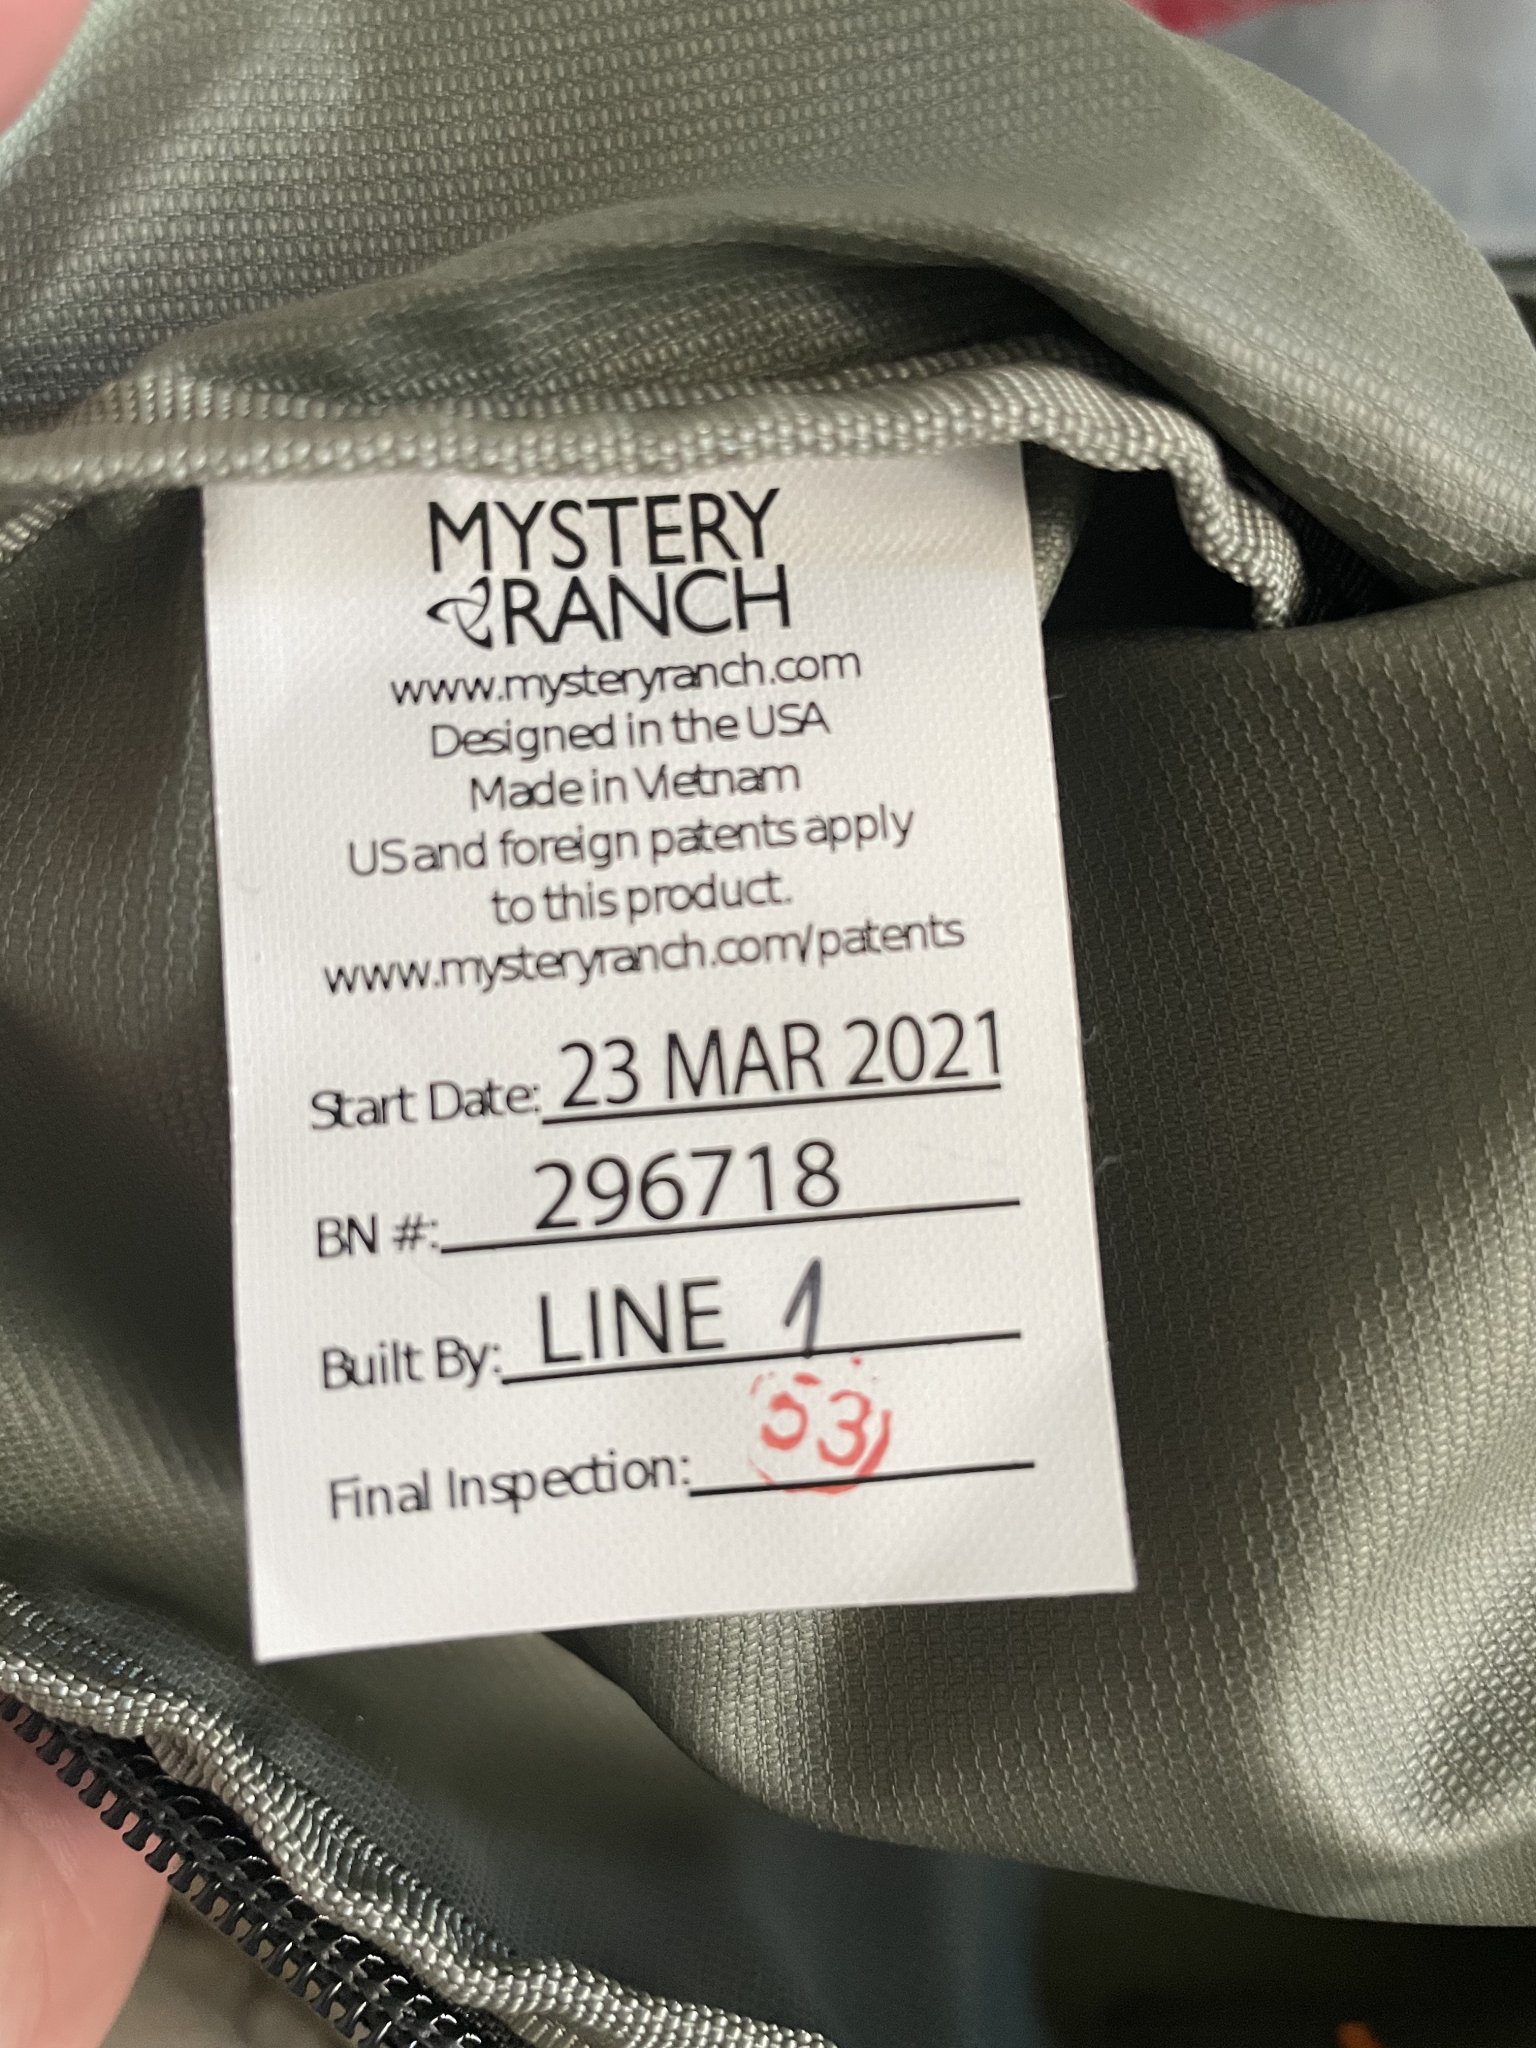 MYSTERY
RANCH
www.mysteryranch.com
Designed in the USA
Made in Vietnam
US and foreign patents apply
to this product.
www.mysteryranch.com/patents
Start Date: 23 MAR 2021
BN #: 296718
Built By: LINE 1
Final Inspection: 53